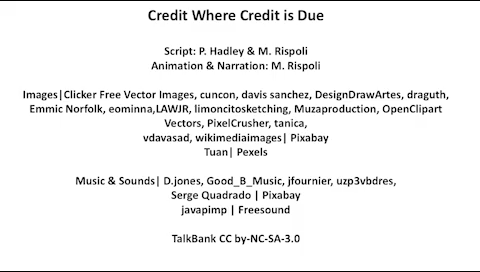 Credit Where Credit is Due
Script: P. Hadley & M. Rispoli
Animation & Narration: M. Rispoli
Images|Clicker Free Vector Images, cuncon, davis sanchez, DesignDrawArtes, draguth,
Emmic Norfolk, eominna,LAWJR, limoncitosketching, Muzaproduction, OpenClipart
Vectors, PixelCrusher, tanica,
vdavasad, wikimediaimages| Pixabay
Tuan| Pexels
Music & Sounds| D.jones, Good_B_Music, jfournier, uzp3vbdres,
Serge Quadrado | Pixabay
javapimp | Freesound
TalkBank CC by-NC-SA-3.0